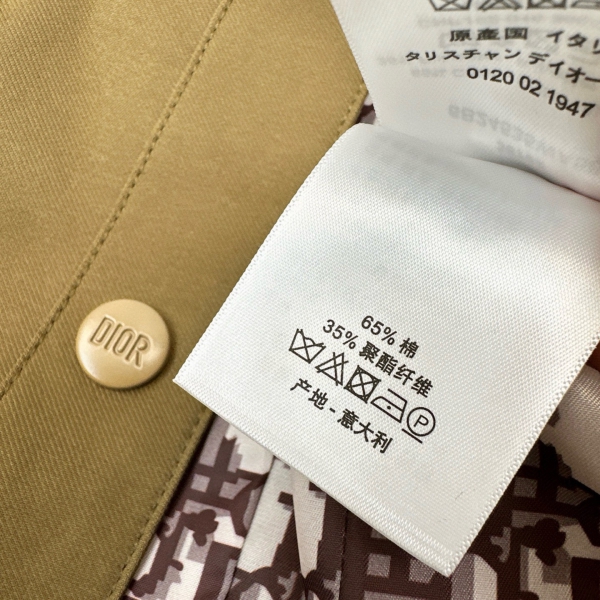 原産国 イタリ
タリスチャン ディオー
0120 02 1947
DIOR
65% 棉
35% 聚酯纤维
P
产地 - 意大利